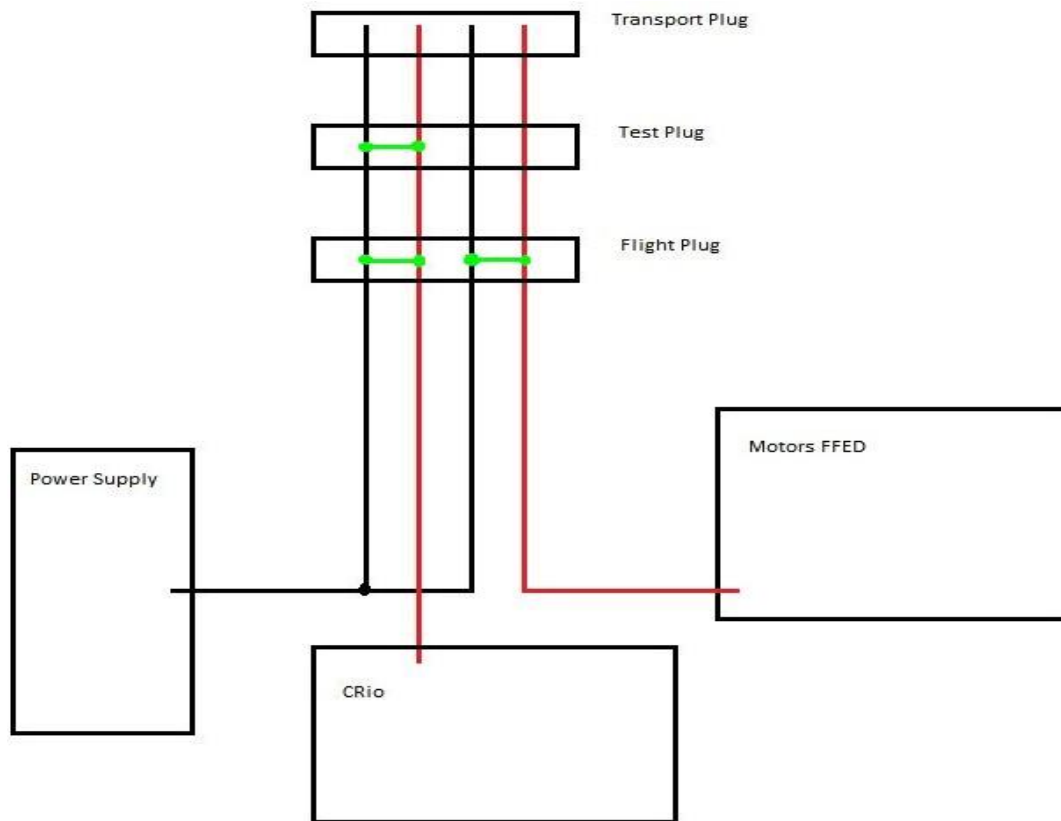 Transport Plug
Test Plug
Flight Plug
Motors FFED
Power Supply
CRio